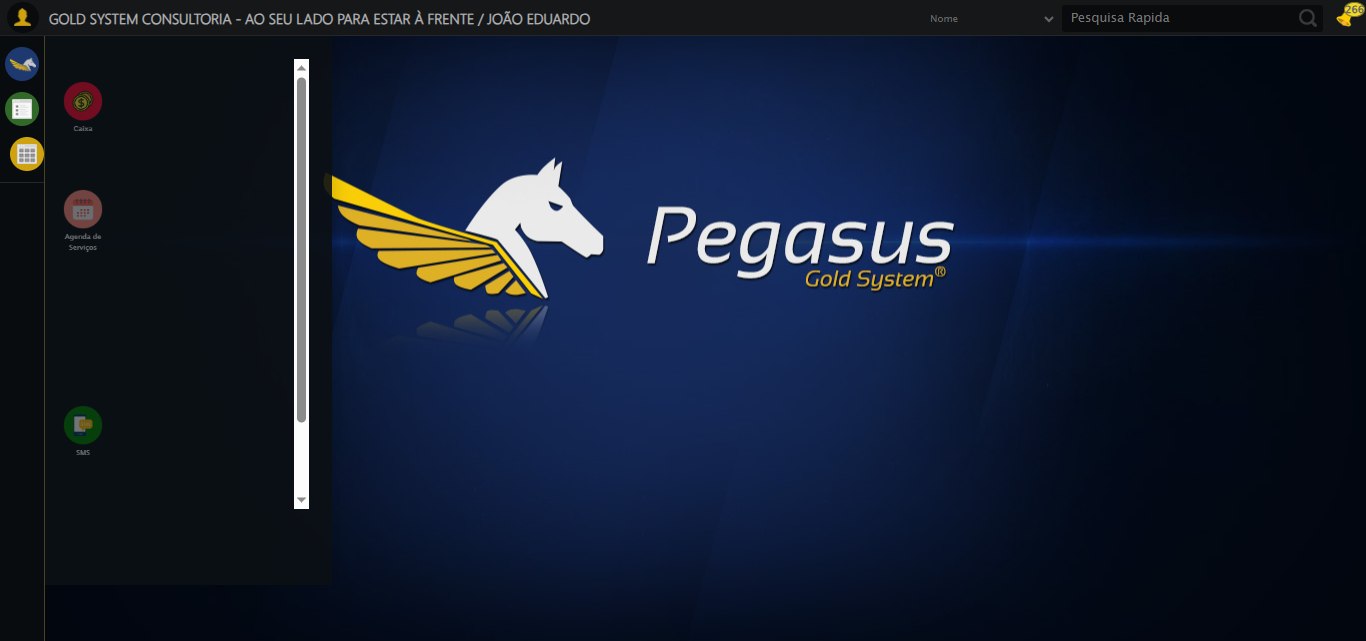 GOLD SYSTEM CONSULTORIA - AO SEU LADO PARA ESTAR À FRENTE / JOÃO EDUARDO
Nome
Pesquisa Rapida
266
Caixa
Agenda de
Serviços
SMS
Pegasus
Gold System®